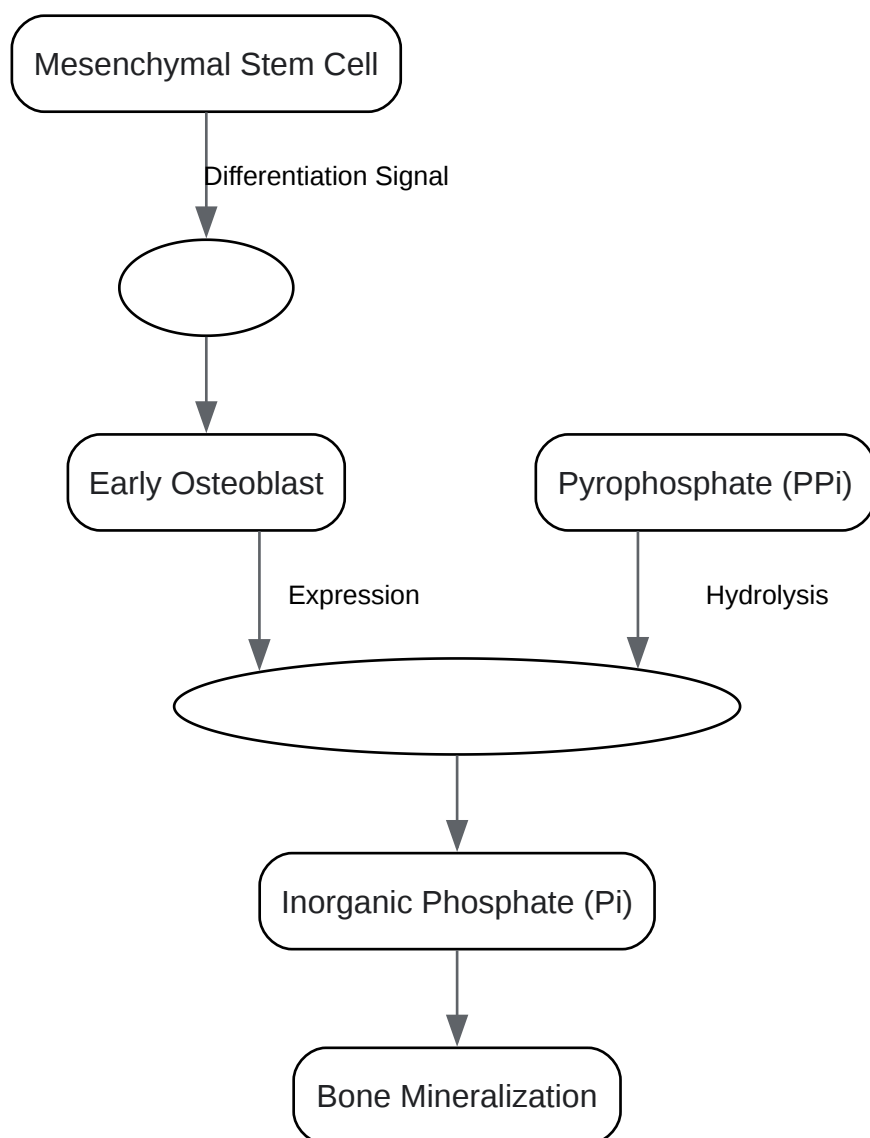 Mesenchymal Stem Cell
Differentiation Signal
Early Osteoblast
Pyrophosphate (PPi)
Expression
Hydrolysis
Inorganic Phosphate (Pi)
Bone Mineralization